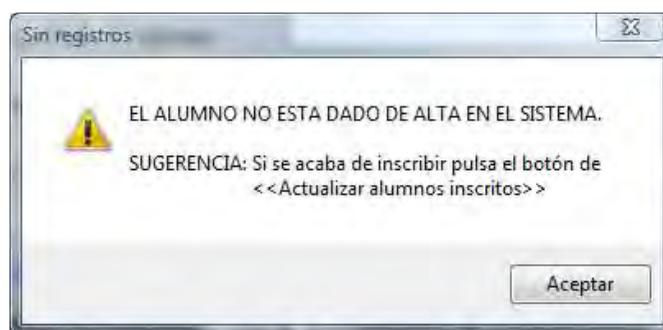 Sin registros
EL ALUMNO NO ESTA DADO DE ALTA EN EL SISTEMA.
SUGERENCIA: Si se acaba de inscribir pulsa el botón de
<<Actualizar alumnos inscritos>>
Aceptar